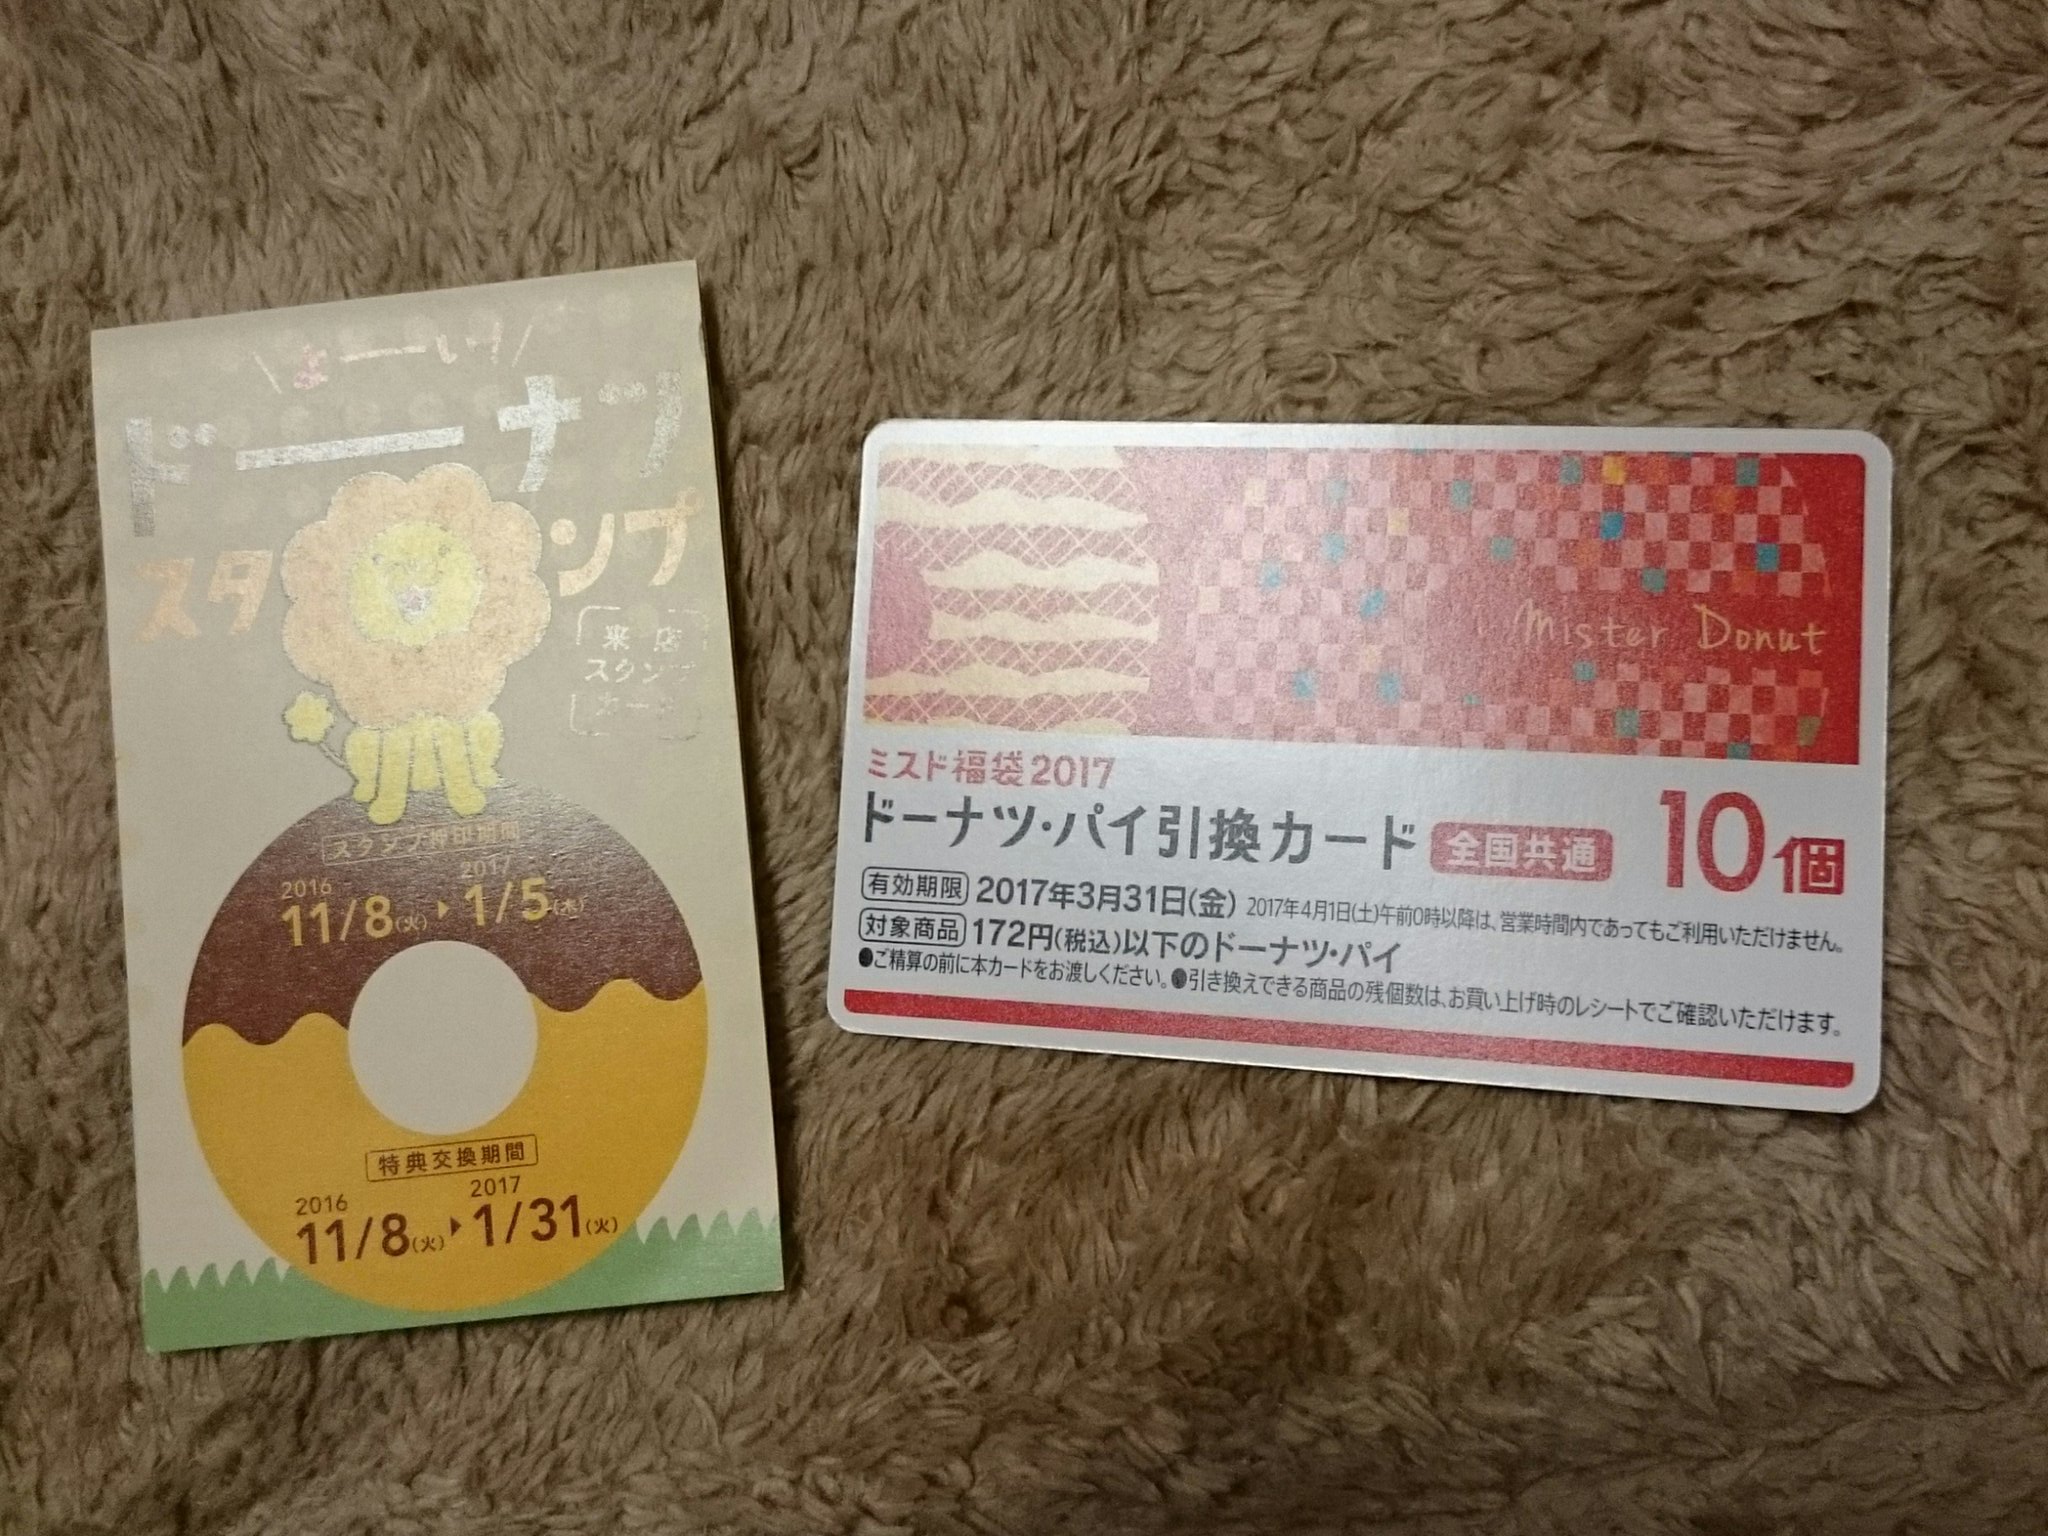 よーいり
ドーナツ
スタンプ
来店
スタンプ
カード
スタンプ押印期間
2016 2017
11/8(火)▶1/5(木)
特典交換期間
2016 2017
11/8(火)▶1/31(火)
Mister Donut
ミスド福袋2017
ドーナツ・パイ引換カード 全国共通 10個
有効期限 2017年3月31日(金) 2017年4月1日(土)午前0時以降は、営業時間内であってもご利用いただけません。
対象商品 172円(税込)以下のドーナツ・パイ
●ご精算の前に本カードをお渡しください。●引き換えできる商品の残個数は、お買い上げ時のレシートでご確認いただけます。